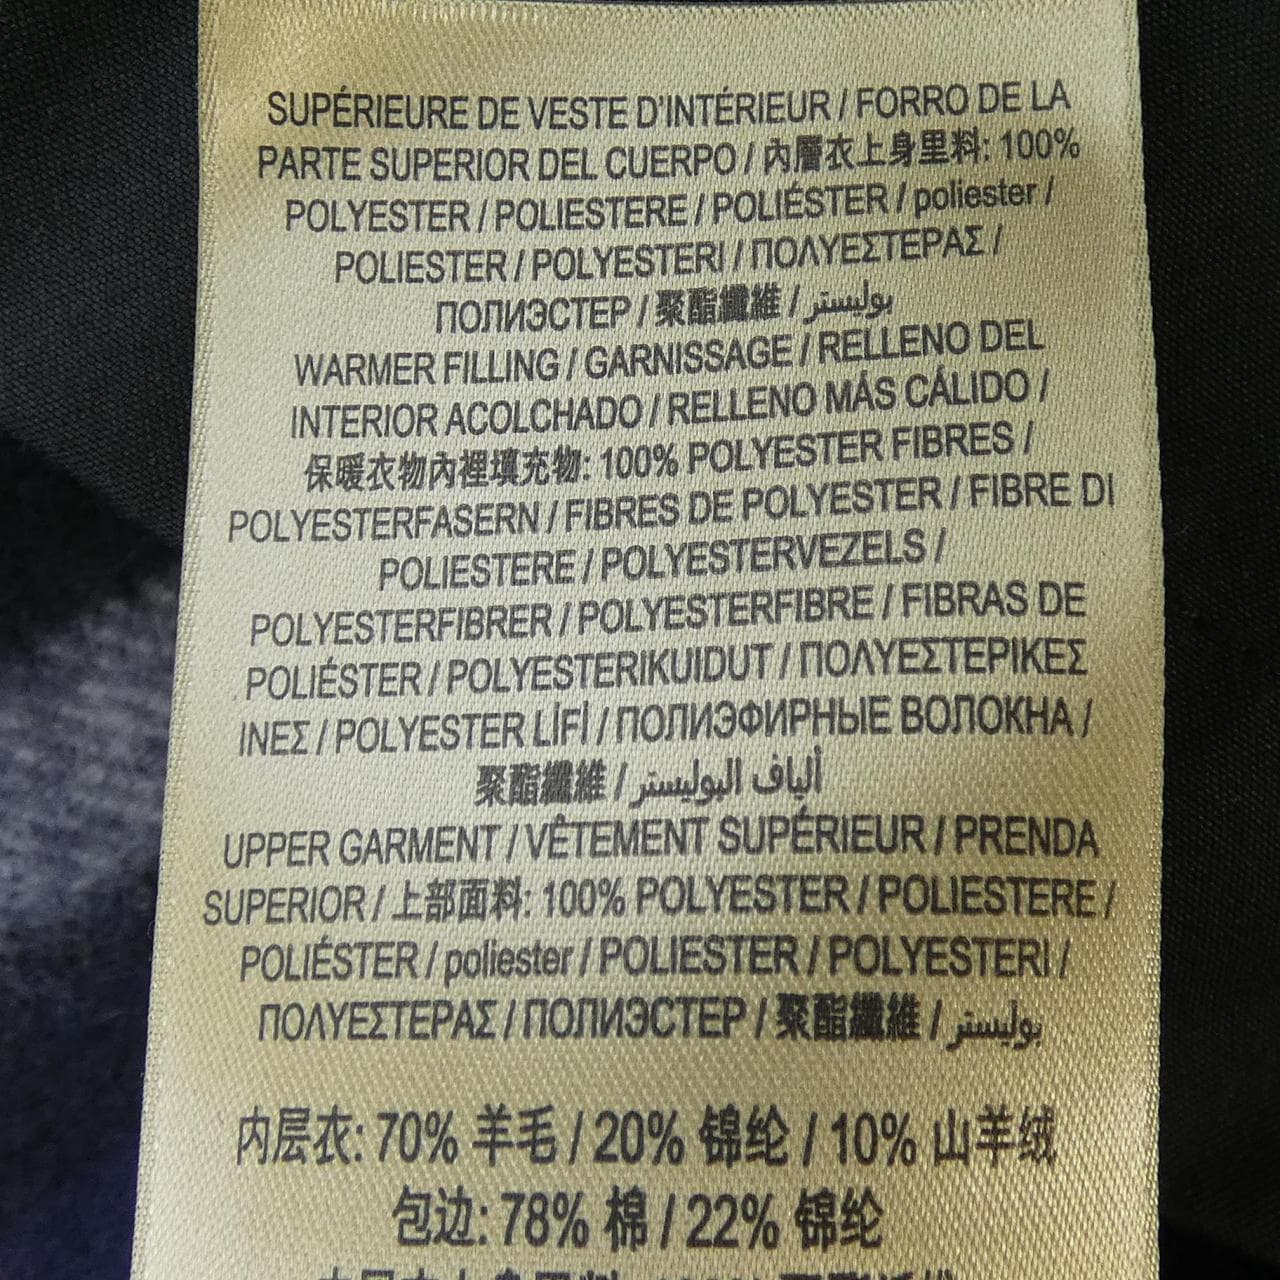 SUPÉRIEURE DE VESTE D'INTÉRIEUR / FORRO DE LA
PARTE SUPERIOR DEL CUERPO / 內層衣上身里料: 100%
POLYESTER / POLIESTERE / POLIÉSTER / poliester /
POLIESTER / POLYESTERI / ΠΟΛΥΕΣΤΕΡΑΣ /
ПОЛИЭСТЕР / 聚酯纖維 / بوليستر
WARMER FILLING / GARNISSAGE / RELLENO DEL
INTERIOR ACOLCHADO / RELLENO MÁS CÁLIDO /
保暖衣物內裡填充物: 100% POLYESTER FIBRES /
POLYESTERFASERN / FIBRES DE POLYESTER / FIBRE DI
POLIESTERE / POLYESTERVEZELS /
POLYESTERFIBRER / POLYESTERFIBRE / FIBRAS DE
POLIÉSTER / POLYESTERIKUIDUT / ΠΟΛΥΕΣΤΕΡΙΚΕΣ
ΙΝΕΣ / POLYESTER LİFİ / ПОЛИЭФИРНЫЕ ВОЛОКНА /
聚酯纖維 / ألياف البوليستر
UPPER GARMENT / VÊTEMENT SUPÉRIEUR / PRENDA
SUPERIOR / 上部面料: 100% POLYESTER / POLIESTERE /
POLIÉSTER / poliester / POLIESTER / POLYESTERI /
ΠΟΛΥΕΣΤΕΡΑΣ / ПОЛИЭСТЕР / 聚酯纖維 / بوليستر
内层衣: 70% 羊毛 / 20% 锦纶 / 10% 山羊绒
包边: 78% 棉 / 22% 锦纶